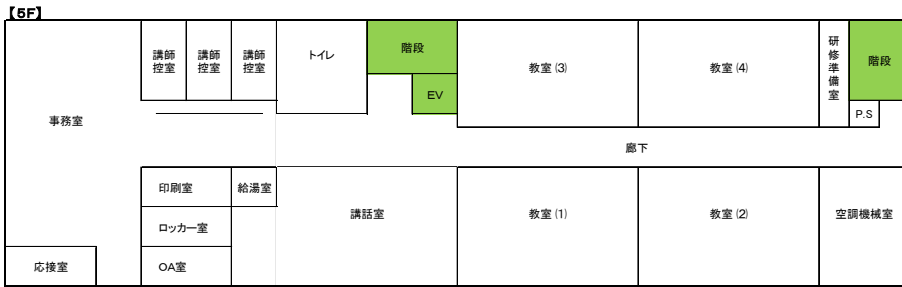 【5F】
講師
控室
講師
控室
講師
控室
トイレ
階段
EV
教室⑶
教室⑷
研修準備室
階段
P.S
事務室
廊下
印刷室
給湯室
ロッカー室
OA室
応接室
講話室
教室⑴
教室⑵
空調機械室